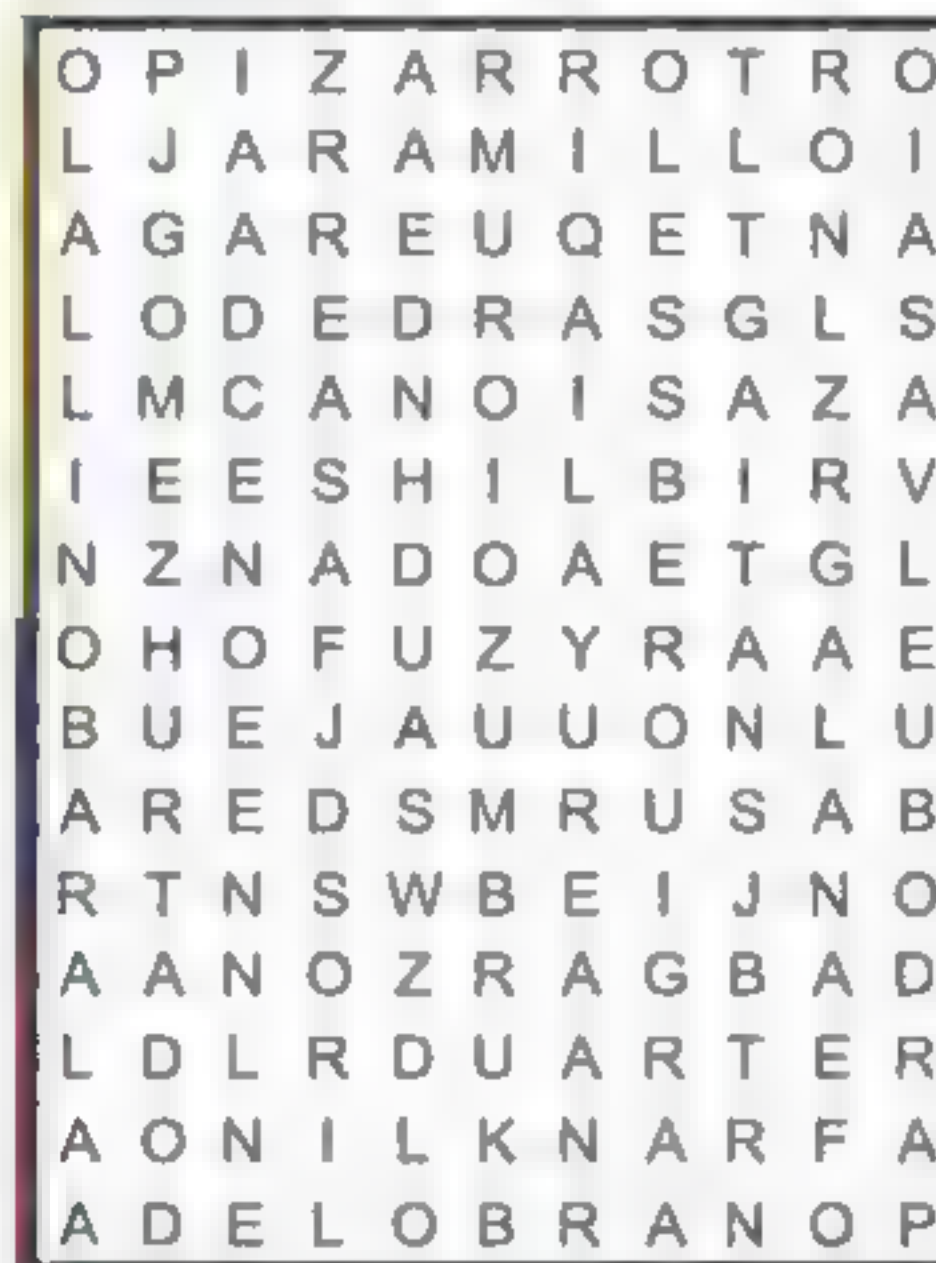 O P I Z A R R O T R O
L J A R A M I L L O I
A G A R E U Q E T N A
L O D E D R A S G L S
L M C A N O I S A Z A
I E E S H I L B I R V
N Z N A D O A E T G L
O H O F U Z Y R A A E
B U E J A U U O N L U
A R E D S M R U S A B
R T N S W B E I J N O
A A N O Z R A G B A D
L D L R D U A R T E R
A O N I L K N A R F A
A D E L O B R A N O P